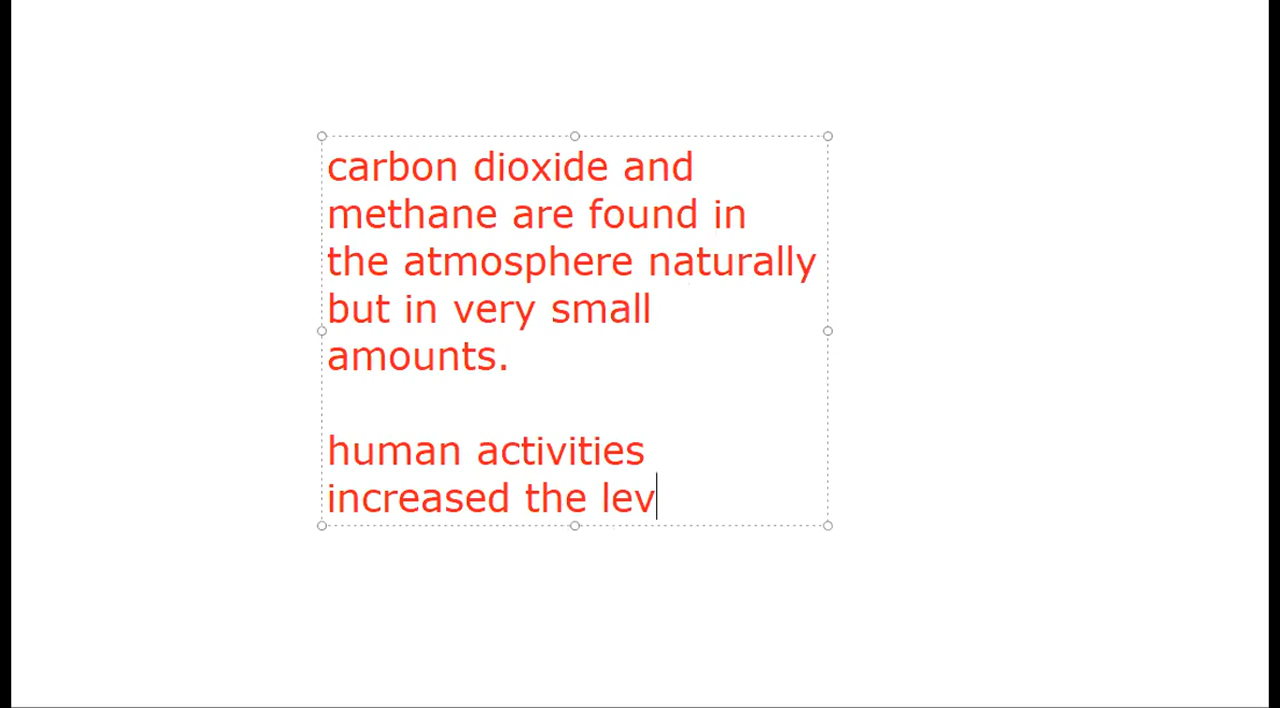 carbon dioxide and
methane are found in
the atmosphere naturally
but in very small
amounts.
human activities
increased the lev